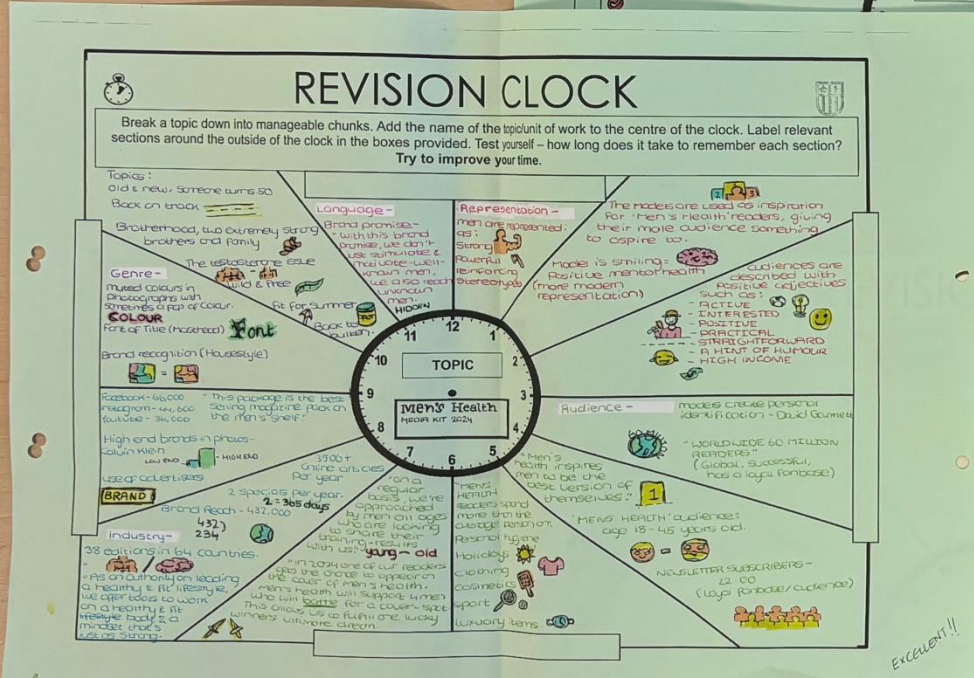 REVISION CLOCK
Break a topic down into manageable chunks. Add the name of the topic/unit of work to the centre of the clock. Label relevant
sections around the outside of the clock in the boxes provided. Test yourself – how long does it take to remember each section?
Try to improve your time.
Topics:
old & new. Someone turns 50
Back on track
Brotherhood, two extremely strong
brothers and family
The testosterone issue
wild & free
fit for summer
Back to
Language-
Brand promise-
"with this brand
promise, we don't
use stimulate &
motivate - well-
known men,
we also reach
unknown
men.
HIDDEN
Representation-
men are represented
as:
Strong
Powerful
reinforcing
stereotypes
The models are used as inspiration
for 'Men's Health' readers, giving
their male audience something
to aspire to.
Model is smiling:
Positive mental health
(more modern
representation)
audiences are
described with
positive adjectives
such as:
- ACTIVE
- INTERESTED
- POSITIVE
- PRACTICAL
- STRAIGHTFORWARD
- A HINT OF HUMOUR
- HIGH INCOME
Audience -
models create personal
identification - David Gauntlett
60 MILLION
"WORLDWIDE 60 MILLION
READERS"
(Global, successful,
has a loyal fanbase)
'MENS HEALTH' audience:
age 18 - 45 years old.
NEWSLETTER SUBSCRIBERS -
22.00
(Loyal fanbase/audience)
"Men's
health inspires
men to be the
best version of
themselves."
1
"MENS
HEALTH
readers spend
more than the
average person on:
Personal hygiene
Holidays
clothing
cosmetics
sport
luxuary items
3500+
online articles
per year
2 specials per year.
2 = 365 days
"on a
regular
basis we're
approached
by men all ages
who are looking
to share their
training results
with us." young - old
"in 2024 one of our readers
gets the chance to appear on
the cover of men's health.
Men's health will support 4 men
who will battle for a cover-spot
This allows us to fulfil one lucky
winners lifelong dream
Industry-
38 editions in 64 countries.
"As an authority on leading
a healthy & fit lifestyle,
we offer tools to work
on a healthy & fit
lifestyle body & a
mindset that's
just as strong.
Facebook - 66,000
Instagram - 44,600
Youtube - 36,000
"This package is the best
selling magazine pack on
the men's shelf."
High end brands in photos-
Calvin Klein
LOW END
HIGH END
use of advertisers
BRAND
Brand Reach - 432,000
432
234
Genre-
muted colours in
photographs with
sometimes a pop of colour.
COLOUR
Font of Title (Masthead)
Font
Brand recognition (Housestyle)
=
11
12
1
10
2
9
3
8
4
7
6
5
TOPIC
Men's Health
MEDIA KIT 2024
EXCELLENT!!